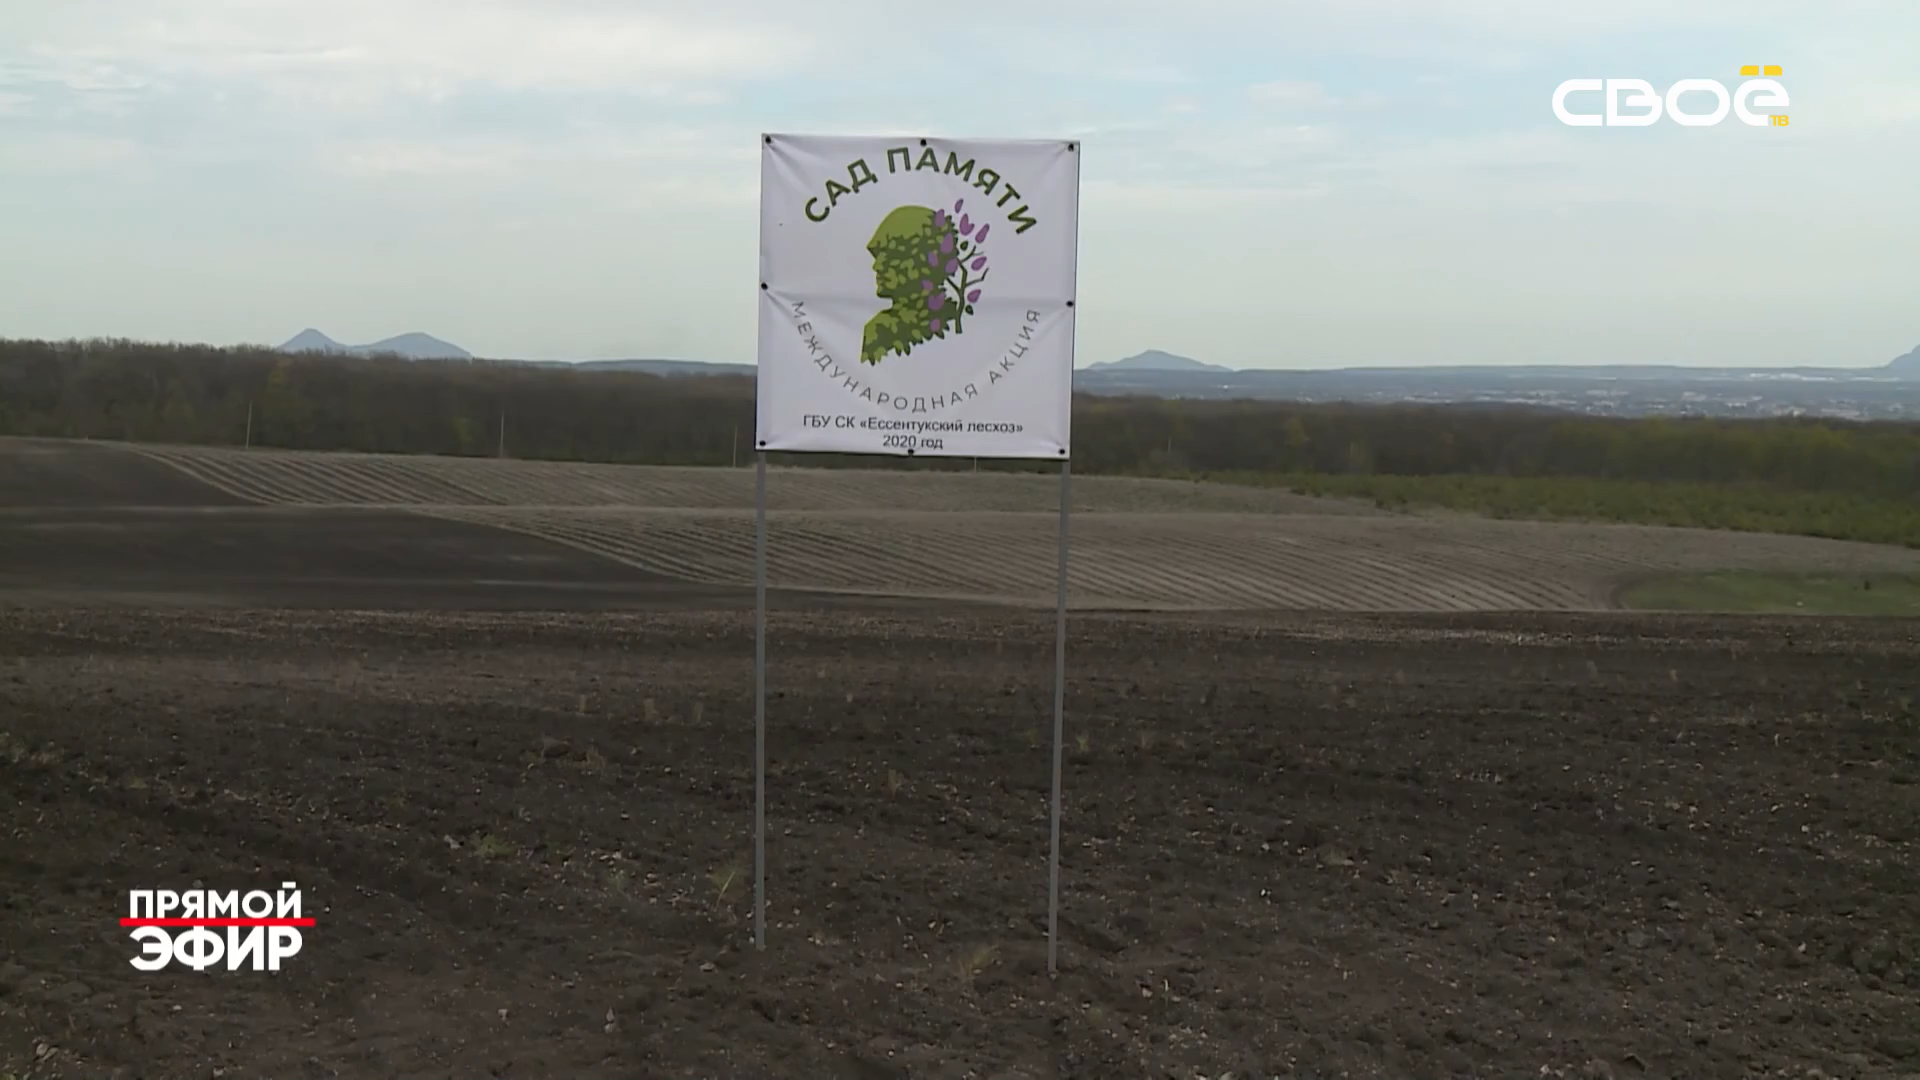 СВОЁ
ТВ
САД ПАМЯТИ
МЕЖДУНАРОДНАЯ АКЦИЯ
ГБУ СК «Ессентукский лесхоз»
2020 год
ПРЯМОЙ
ЭФИР